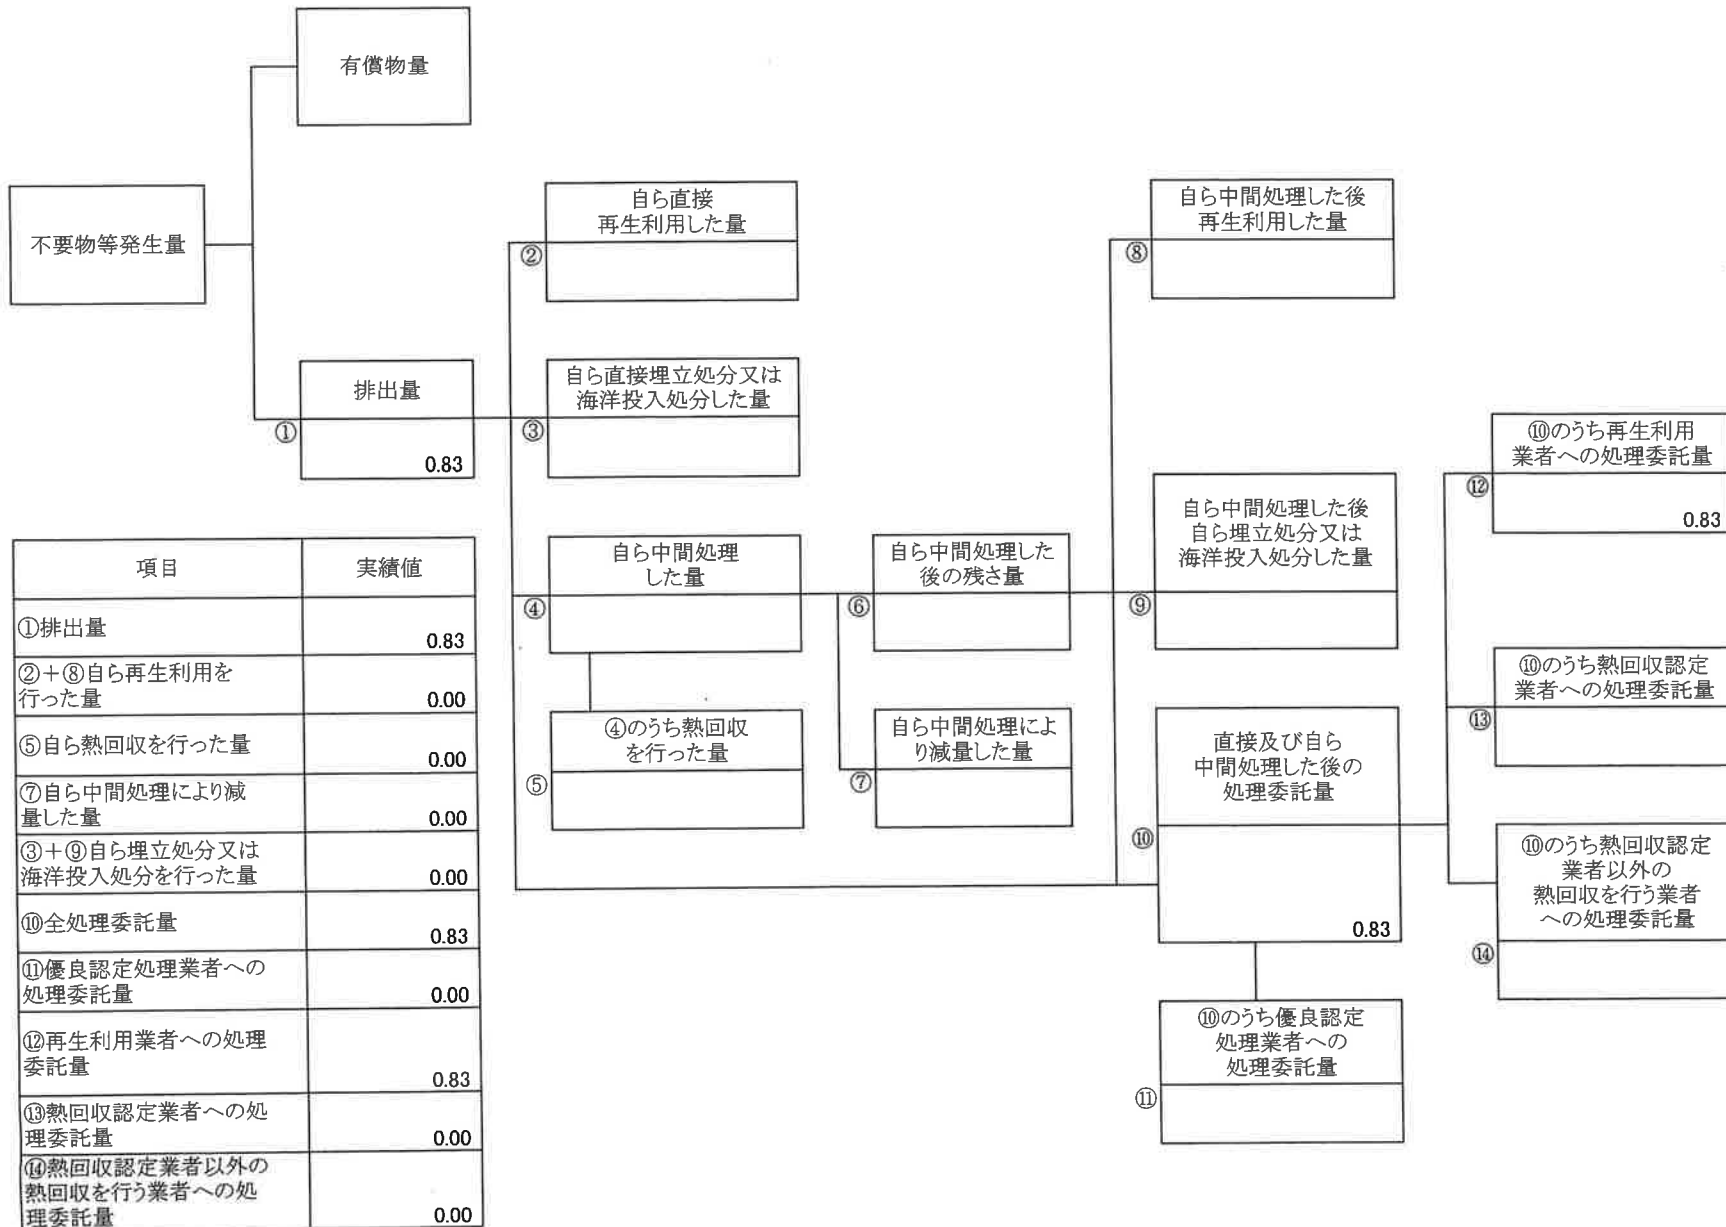 有償物量
不要物等発生量
排出量
①
0.83
自ら直接
再生利用した量
②
自ら直接埋立処分又は
海洋投入処分した量
③
自ら中間処理
した量
④
④のうち熱回収
を行った量
⑤
自ら中間処理した
後の残さ量
⑥
自ら中間処理によ
り減量した量
⑦
自ら中間処理した後
再生利用した量
⑧
自ら中間処理した後
自ら埋立処分又は
海洋投入処分した量
⑨
直接及び自ら
中間処理した後の
処理委託量
⑩
0.83
⑩のうち優良認定
処理業者への
処理委託量
⑪
⑩のうち再生利用
業者への処理委託量
⑫
0.83
⑩のうち熱回収認定
業者への処理委託量
⑬
⑩のうち熱回収認定
業者以外の
熱回収を行う業者
への処理委託量
⑭
項目 実績値
①排出量
0.83
②+⑧自ら再生利用を
行った量 0.00
⑤自ら熱回収を行った量
0.00
⑦自ら中間処理により減
量した量 0.00
③+⑨自ら埋立処分又は
海洋投入処分を行った量 0.00
⑩全処理委託量
0.83
⑪優良認定処理業者への
処理委託量 0.00
⑫再生利用業者への処理
委託量
0.83
⑬熱回収認定業者への処
理委託量 0.00
⑭熱回収認定業者以外の
熱回収を行う業者への処
理委託量 0.00